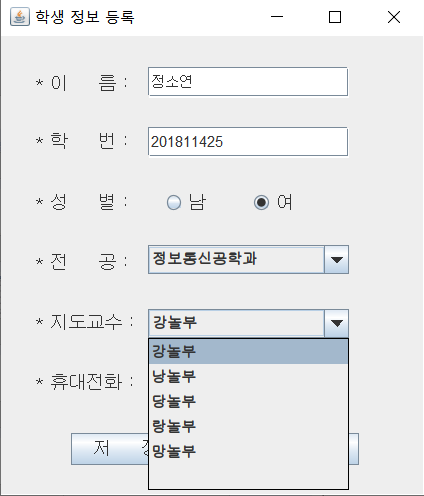 학생 정보 등록
* 이 름 : 정소연
* 학 번 : 201811425
* 성 별 : 남 여
* 전 공 : 정보통신공학과
* 지도교수 : 강놀부
강놀부
낭놀부
* 휴대전화 :
당놀부
랑놀부
망놀부
저